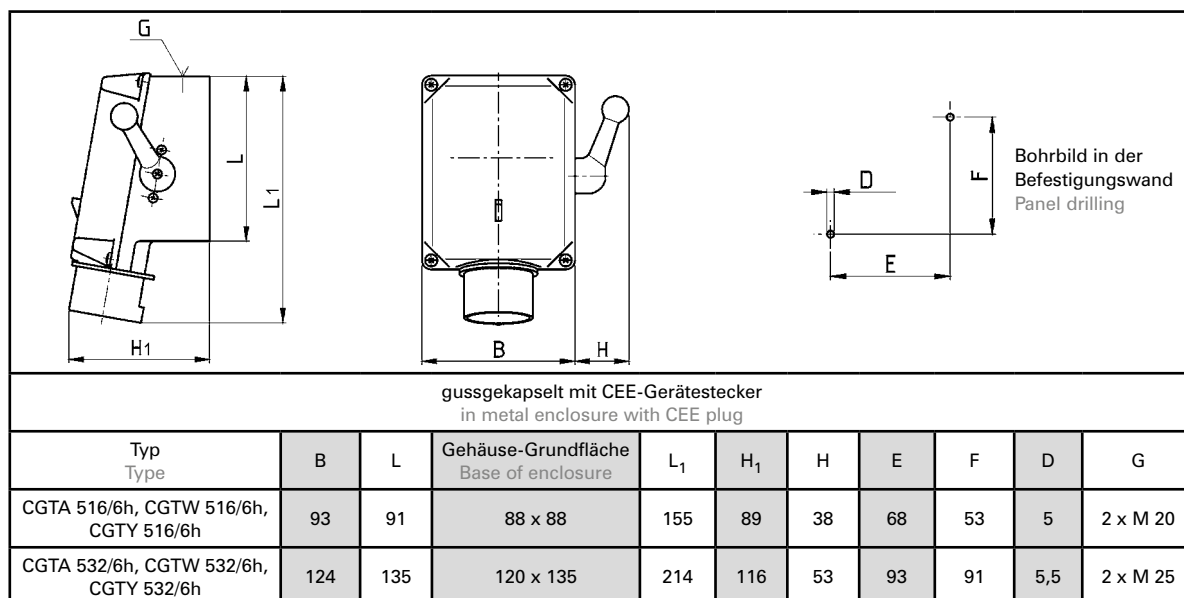 G
L
L1
H1
B
H
D
F
E
Bohrbild in der
Befestigungswand
Panel drilling
gussgekapselt mit CEE-Gerätestecker
in metal enclosure with CEE plug
Typ
Type
B
L
Gehäuse-Grundfläche
Base of enclosure
L1
H1
H
E
F
D
G
CGTA 516/6h, CGTW 516/6h,
CGTY 516/6h
93
91
88 x 88
155
89
38
68
53
5
2 x M 20
CGTA 532/6h, CGTW 532/6h,
CGTY 532/6h
124
135
120 x 135
214
116
53
93
91
5,5
2 x M 25